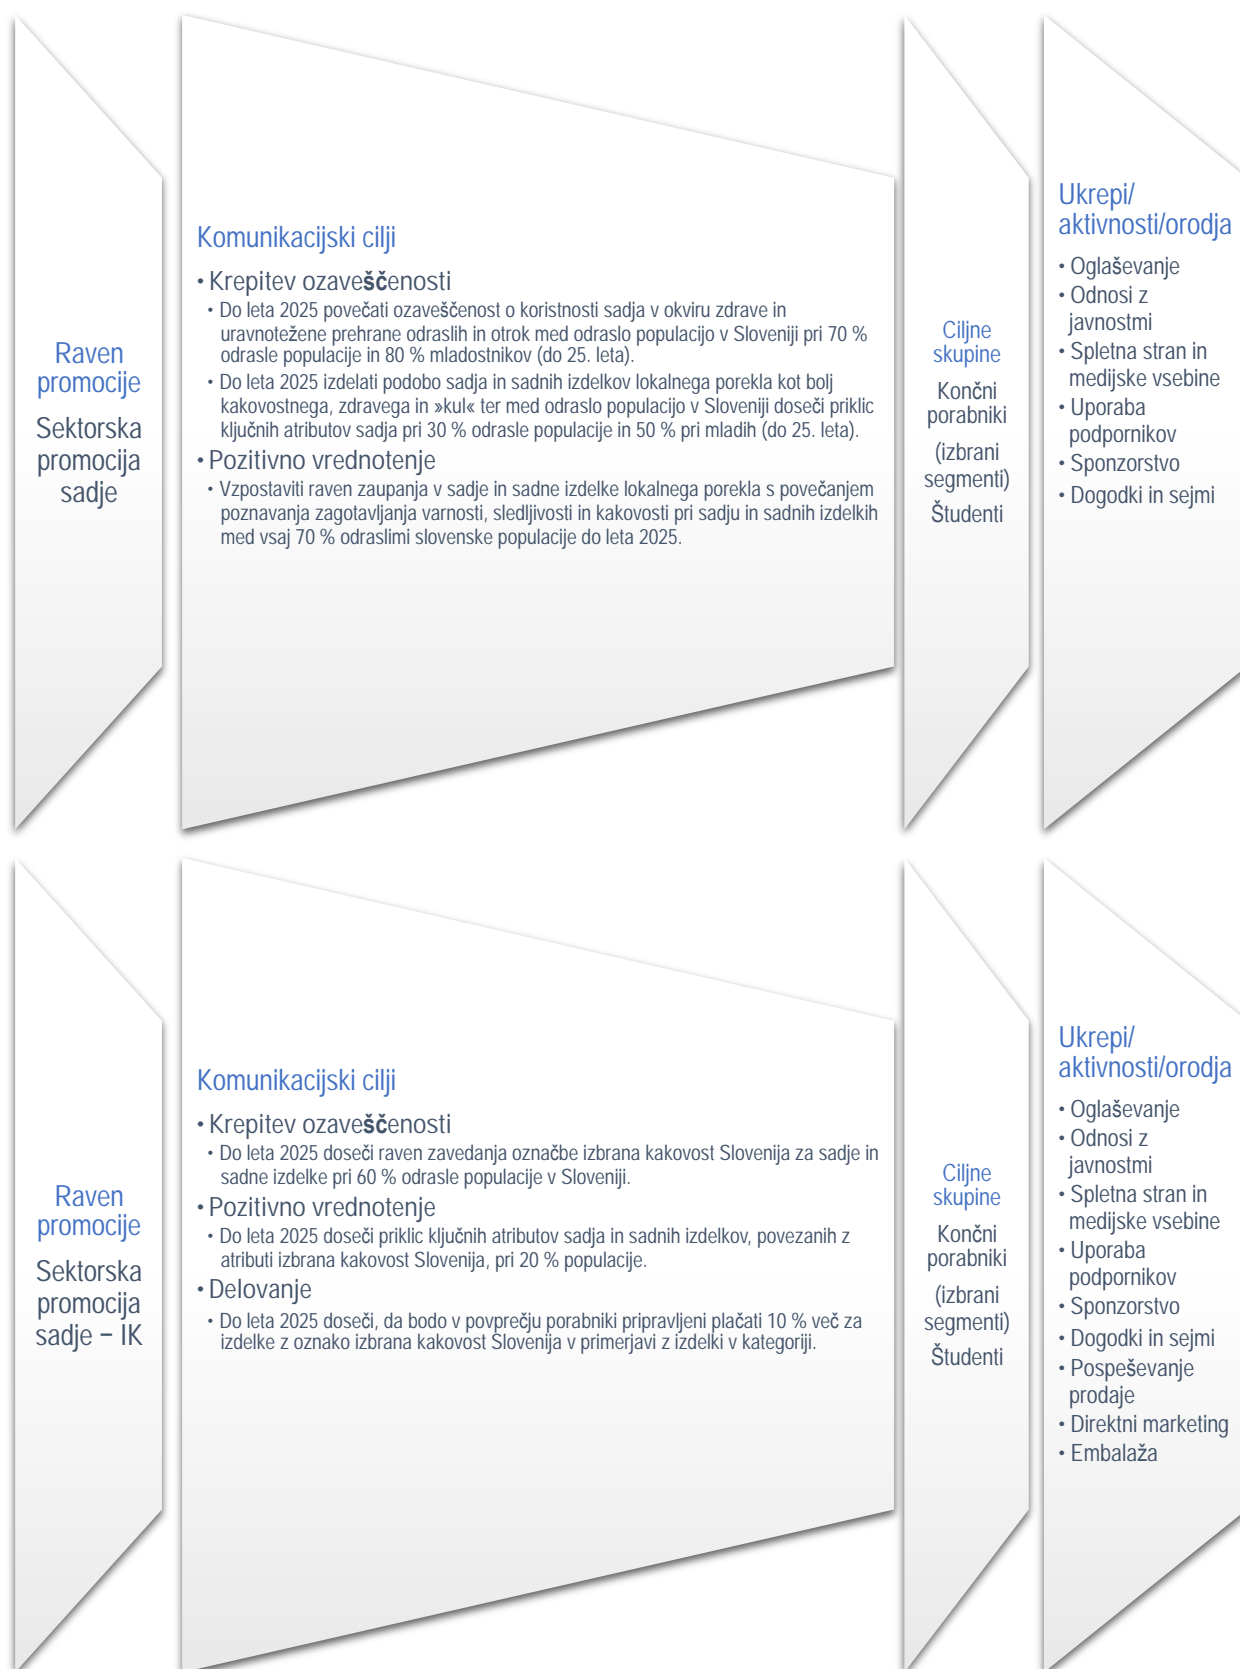 Raven
promocije
Sektorska
promocija
sadje
Komunikacijski cilji
• Krepitev ozaveščenosti
• Do leta 2025 povečati ozaveščenost o koristnosti sadja v okviru zdrave in
uravnotežene prehrane odraslih in otrok med odraslo populacijo v Sloveniji pri 70 %
odrasle populacije in 80 % mladostnikov (do 25. leta).
• Do leta 2025 izdelati podobo sadja in sadnih izdelkov lokalnega porekla kot bolj
kakovostnega, zdravega in »kul« ter med odraslo populacijo v Sloveniji doseči priklic
ključnih atributov sadja pri 30 % odrasle populacije in 50 % pri mladih (do 25. leta).
• Pozitivno vrednotenje
• Vzpostaviti raven zaupanja v sadje in sadne izdelke lokalnega porekla s povečanjem
poznavanja zagotavljanja varnosti, sledljivosti in kakovosti pri sadju in sadnih izdelkih
med vsaj 70 % odraslimi slovenske populacije do leta 2025.
Ciljne
skupine
Končni
porabniki
(izbrani
segmenti)
Študenti
Ukrepi/
aktivnosti/orodja
• Oglaševanje
• Odnosi z
javnostmi
• Spletna stran in
medijske vsebine
• Uporaba
podpornikov
• Sponzorstvo
• Dogodki in sejmi
Raven
promocije
Sektorska
promocija
sadje – IK
Komunikacijski cilji
• Krepitev ozaveščenosti
• Do leta 2025 doseči raven zavedanja označbe izbrana kakovost Slovenija za sadje in
sadne izdelke pri 60 % odrasle populacije v Sloveniji.
• Pozitivno vrednotenje
• Do leta 2025 doseči priklic ključnih atributov sadja in sadnih izdelkov, povezanih z
atributi izbrana kakovost Slovenija, pri 20 % populacije.
• Delovanje
• Do leta 2025 doseči, da bodo v povprečju porabniki pripravljeni plačati 10 % več za
izdelke z oznako izbrana kakovost Slovenija v primerjavi z izdelki v kategoriji.
Ciljne
skupine
Končni
porabniki
(izbrani
segmenti)
Študenti
Ukrepi/
aktivnosti/orodja
• Oglaševanje
• Odnosi z
javnostmi
• Spletna stran in
medijske vsebine
• Uporaba
podpornikov
• Sponzorstvo
• Dogodki in sejmi
• Pospeševanje
prodaje
• Direktni marketing
• Embalaža